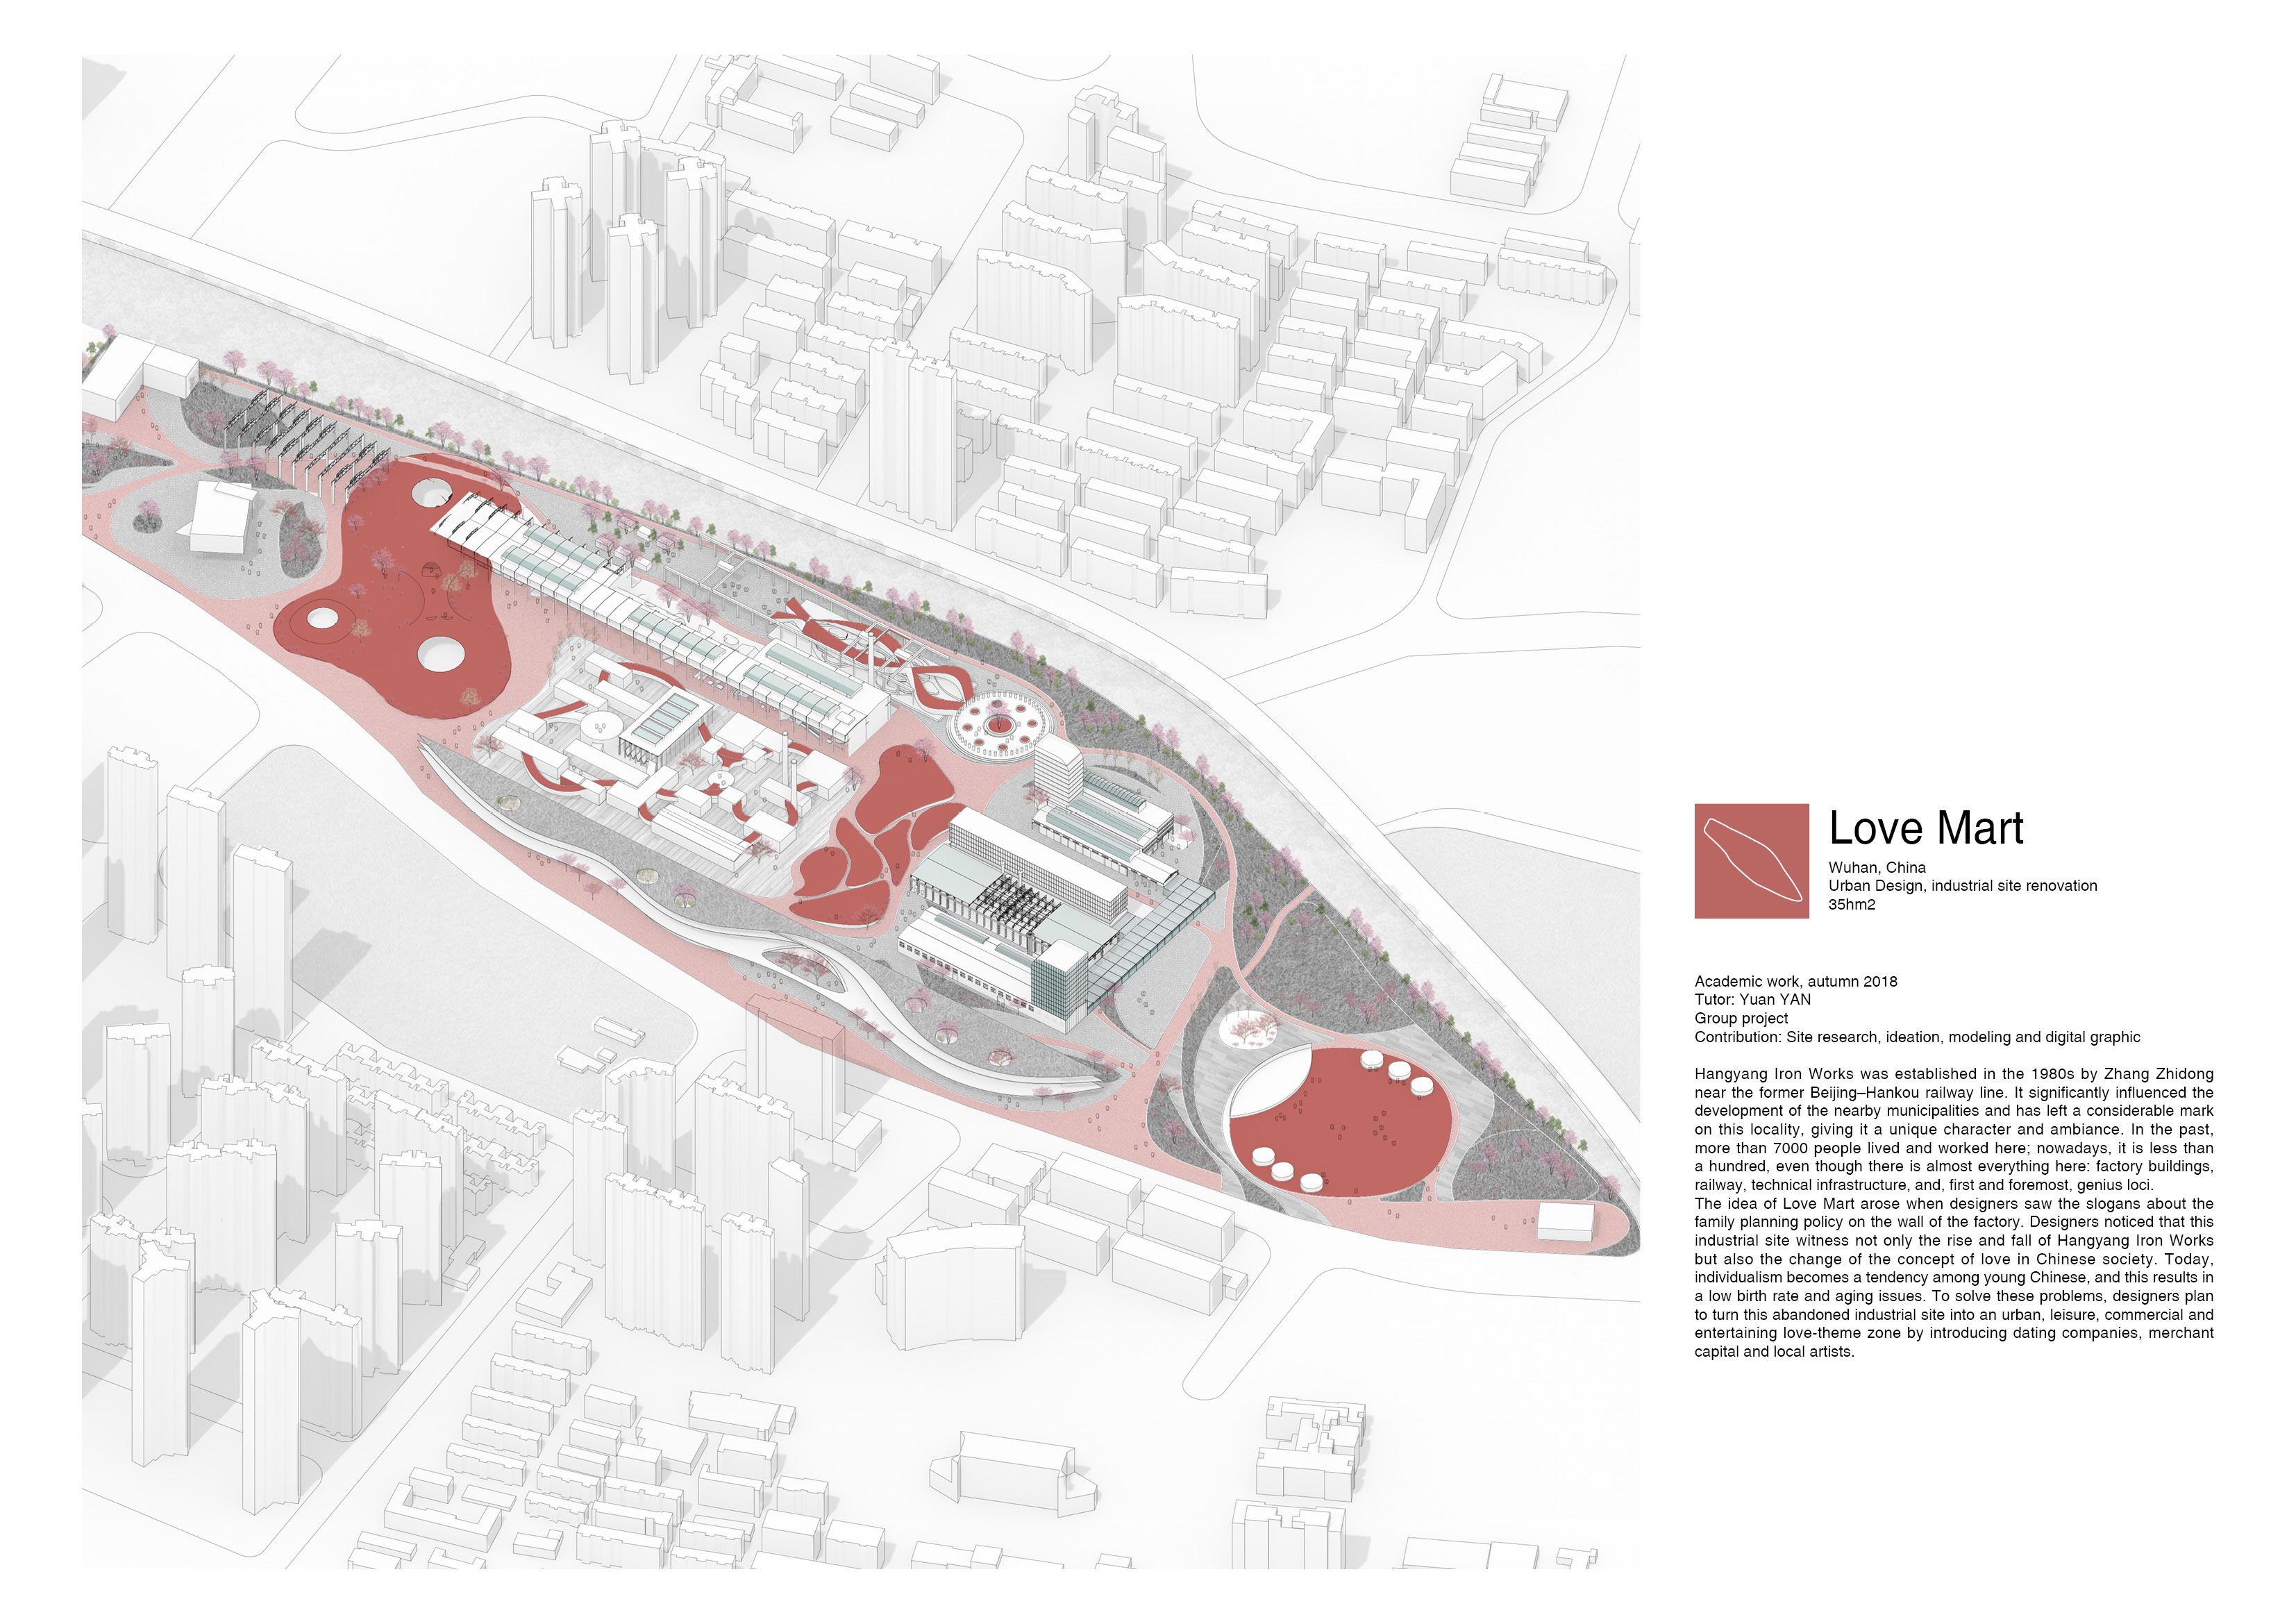 Love Mart
Wuhan, China
Urban Design, industrial site renovation
35hm2
Academic work, autumn 2018
Tutor: Yuan YAN
Group project
Contribution: Site research, ideation, modeling and digital graphic
Hangyang Iron Works was established in the 1980s by Zhang Zhidong
near the former Beijing–Hankou railway line. It significantly influenced the
development of the nearby municipalities and has left a considerable mark
on this locality, giving it a unique character and ambiance. In the past,
more than 7000 people lived and worked here; nowadays, it is less than
a hundred, even though there is almost everything here: factory buildings,
railway, technical infrastructure, and, first and foremost, genius loci.
The idea of Love Mart arose when designers saw the slogans about the
family planning policy on the wall of the factory. Designers noticed that this
industrial site witness not only the rise and fall of Hangyang Iron Works
but also the change of the concept of love in Chinese society. Today,
individualism becomes a tendency among young Chinese, and this results in
a low birth rate and aging issues. To solve these problems, designers plan
to turn this abandoned industrial site into an urban, leisure, commercial and
entertaining love-theme zone by introducing dating companies, merchant
capital and local artists.